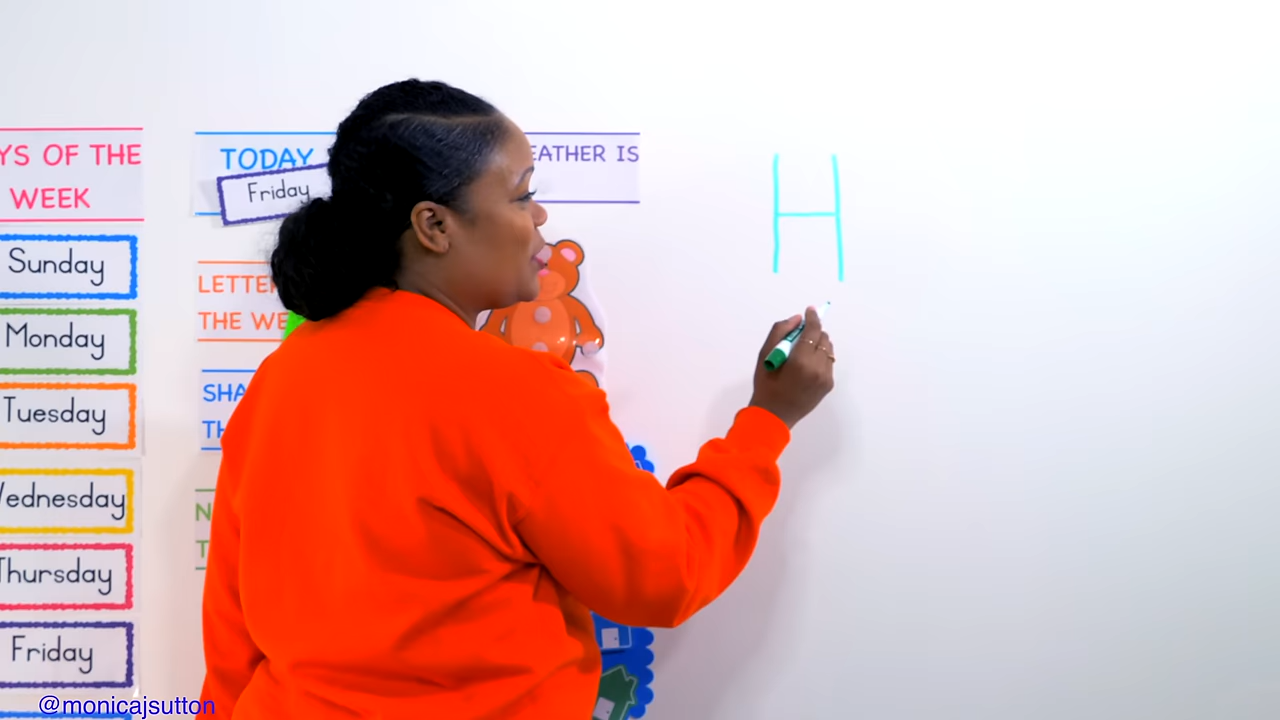 YS OF THE
WEEK
Sunday
Monday
Tuesday
Wednesday
Thursday
Friday
TODAY
Friday
EATHER IS
LETTER
THE WE
SHA
TH
N
T
H
@monicajsutton